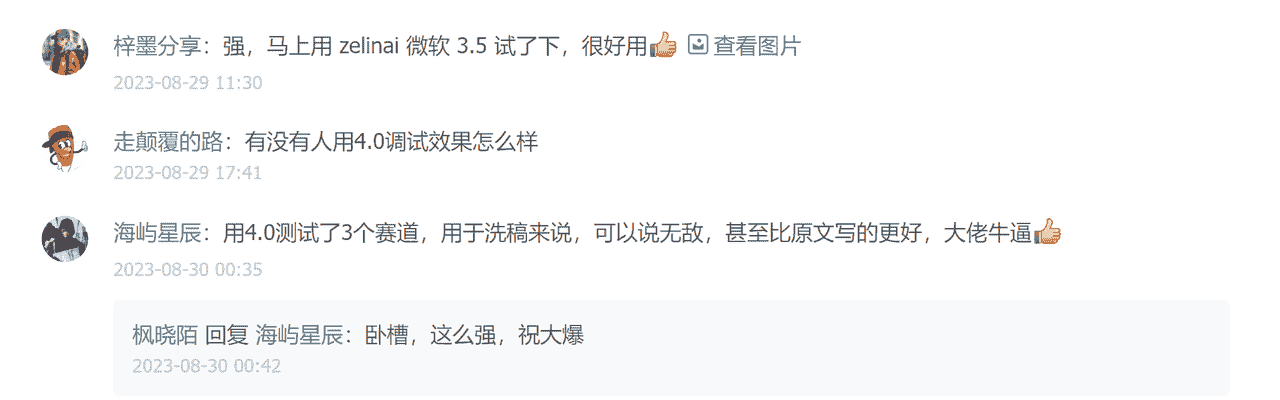 梓墨分享：强，马上用 zelinai 微软 3.5 试了下，很好用👍 查看图片
2023-08-29 11:30
走颠覆的路：有没有人用4.0调试效果怎么样
2023-08-29 17:41
海屿星辰：用4.0测试了3个赛道，用于洗稿来说，可以说无敌，甚至比原文写的更好，大佬牛逼👍
2023-08-30 00:35
枫晓陌 回复 海屿星辰：卧槽，这么强，祝大爆
2023-08-30 00:42